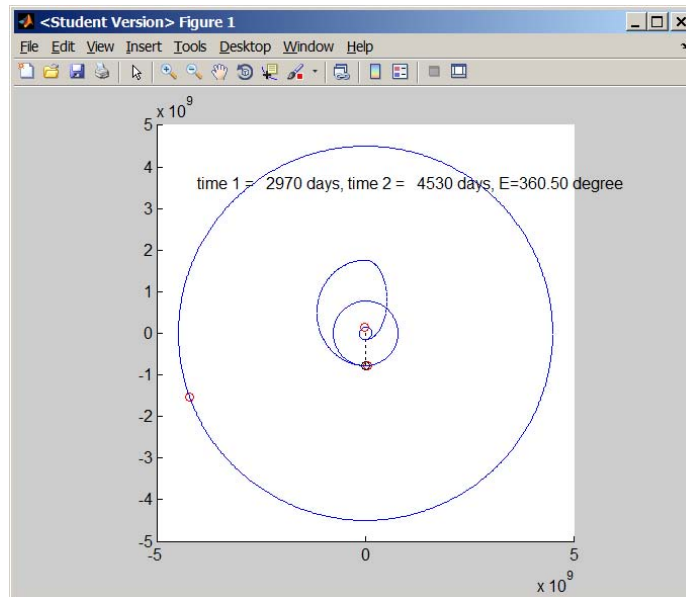 <Student Version> Figure 1
File Edit View Insert Tools Desktop Window Help
x 10^9
5
time 1 = 2970 days, time 2 = 4530 days, E=360.50 degree
4
3
2
1
0
-1
-2
-3
-4
-5
-5 0 5
x 10^9